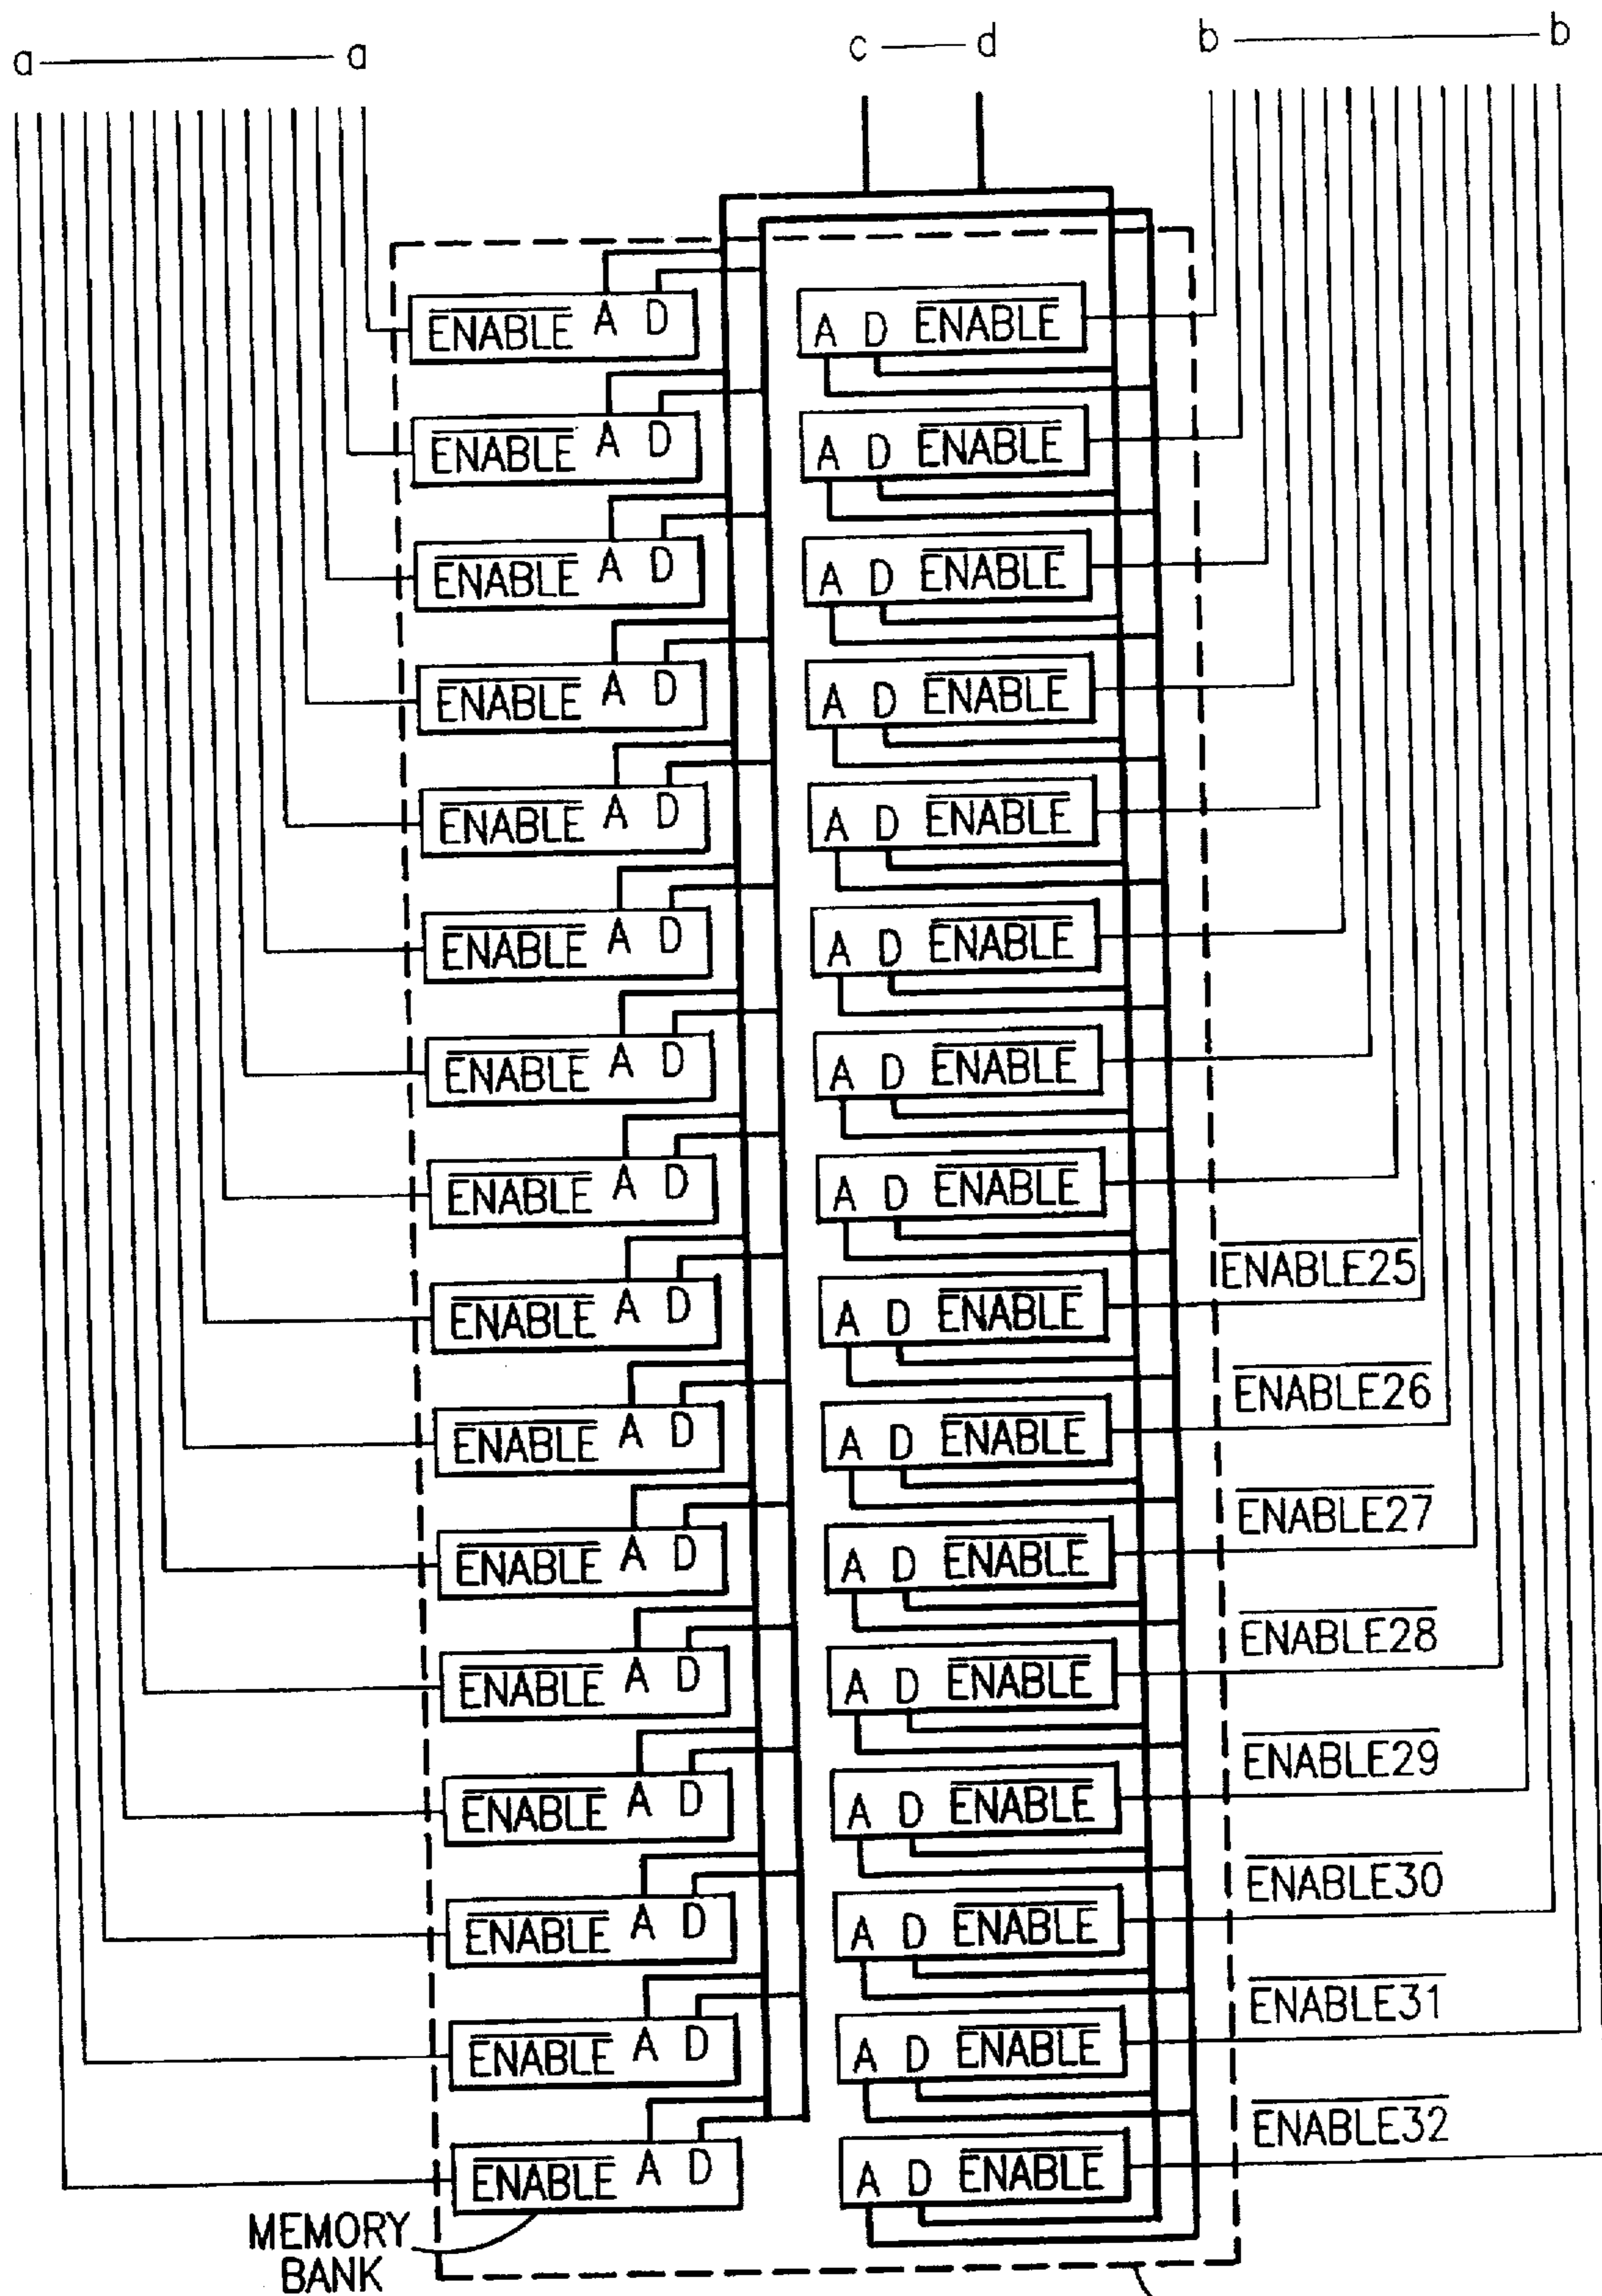 a — a c — d b — b
ENABLE A D A D ENABLE
ENABLE A D A D ENABLE
ENABLE A D A D ENABLE
ENABLE A D A D ENABLE
ENABLE A D A D ENABLE
ENABLE A D A D ENABLE
ENABLE A D A D ENABLE
ENABLE A D A D ENABLE
ENABLE25
ENABLE A D A D ENABLE
ENABLE26
ENABLE A D A D ENABLE
ENABLE27
ENABLE A D A D ENABLE
ENABLE28
ENABLE A D A D ENABLE
ENABLE29
ENABLE A D A D ENABLE
ENABLE30
ENABLE A D A D ENABLE
ENABLE31
ENABLE A D A D ENABLE
ENABLE32
ENABLE A D A D ENABLE
MEMORY
BANK